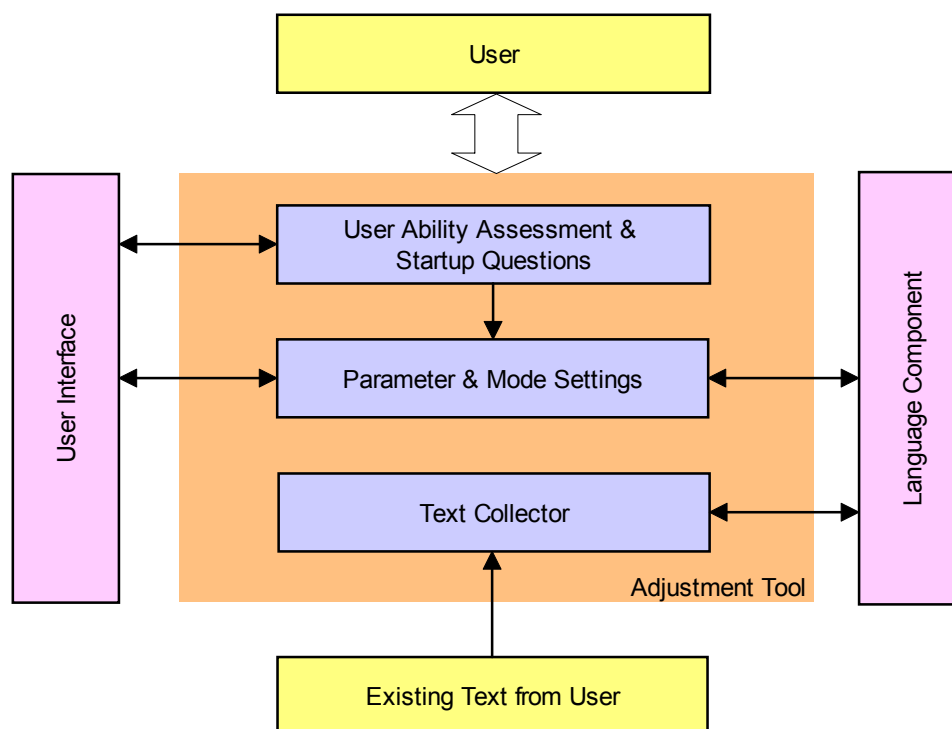 User
User Ability Assessment &
Startup Questions
User Interface
Parameter & Mode Settings
Language Component
Text Collector
Adjustment Tool
Existing Text from User